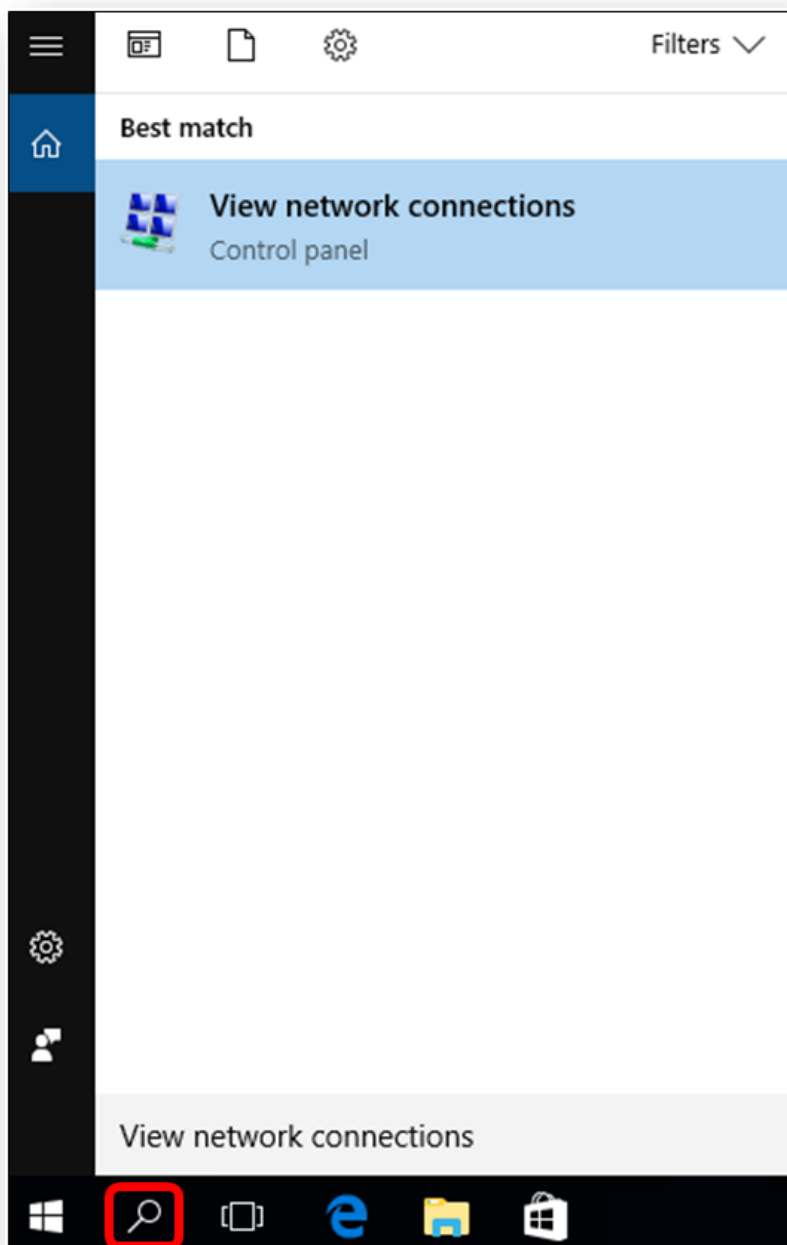 Filters
Best match
View network connections
Control panel
View network connections